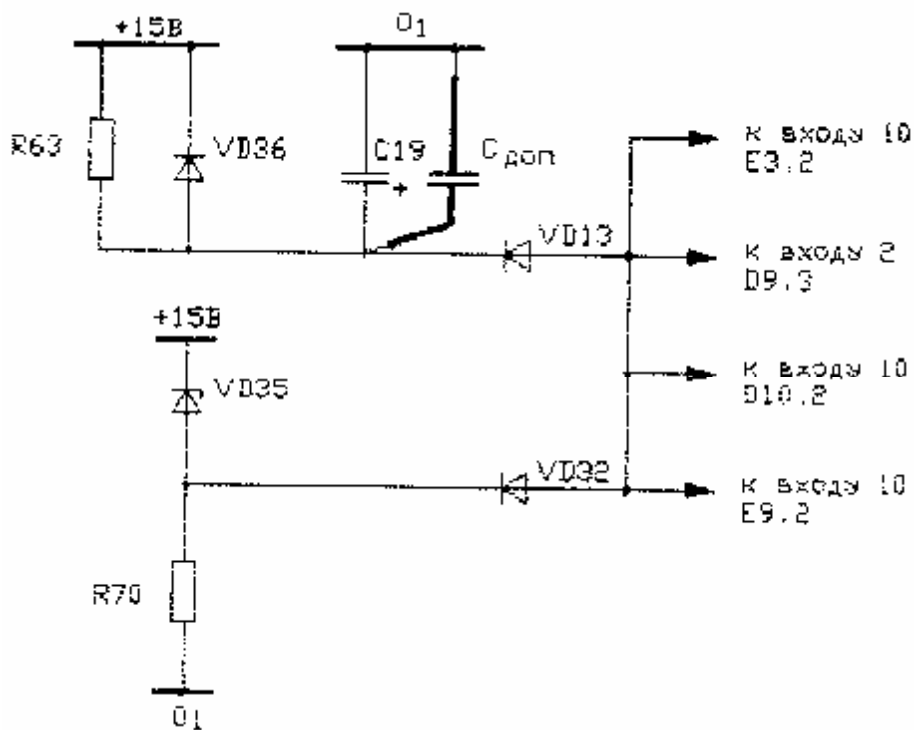 +15В
О1
R63
VD36
C19
+
Cдоп
VD13
К входу 10
E3.2
К входу 2
D9.3
+15В
VD35
К входу 10
D10.2
VD32
К входу 10
E9.2
R70
О1